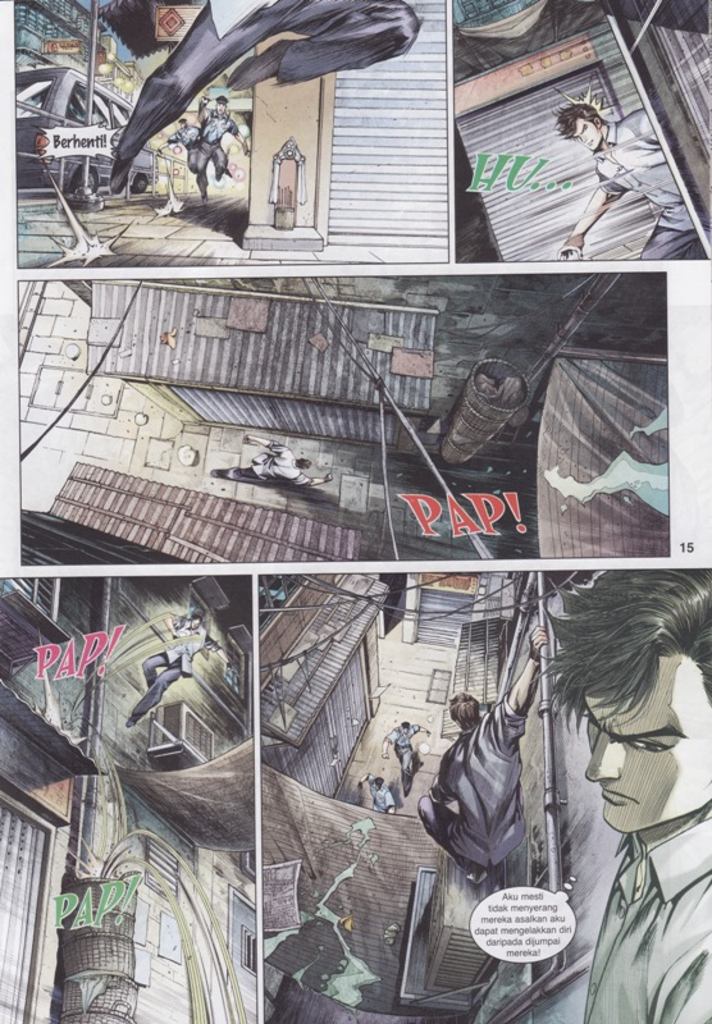 Berhenti!
HU...
PAP!
15
PAP!
PAP!
Aku mesti
tidak menyerang
mereka asalkan aku
dapat mengelakkan diri
daripada dijumpai
mereka!